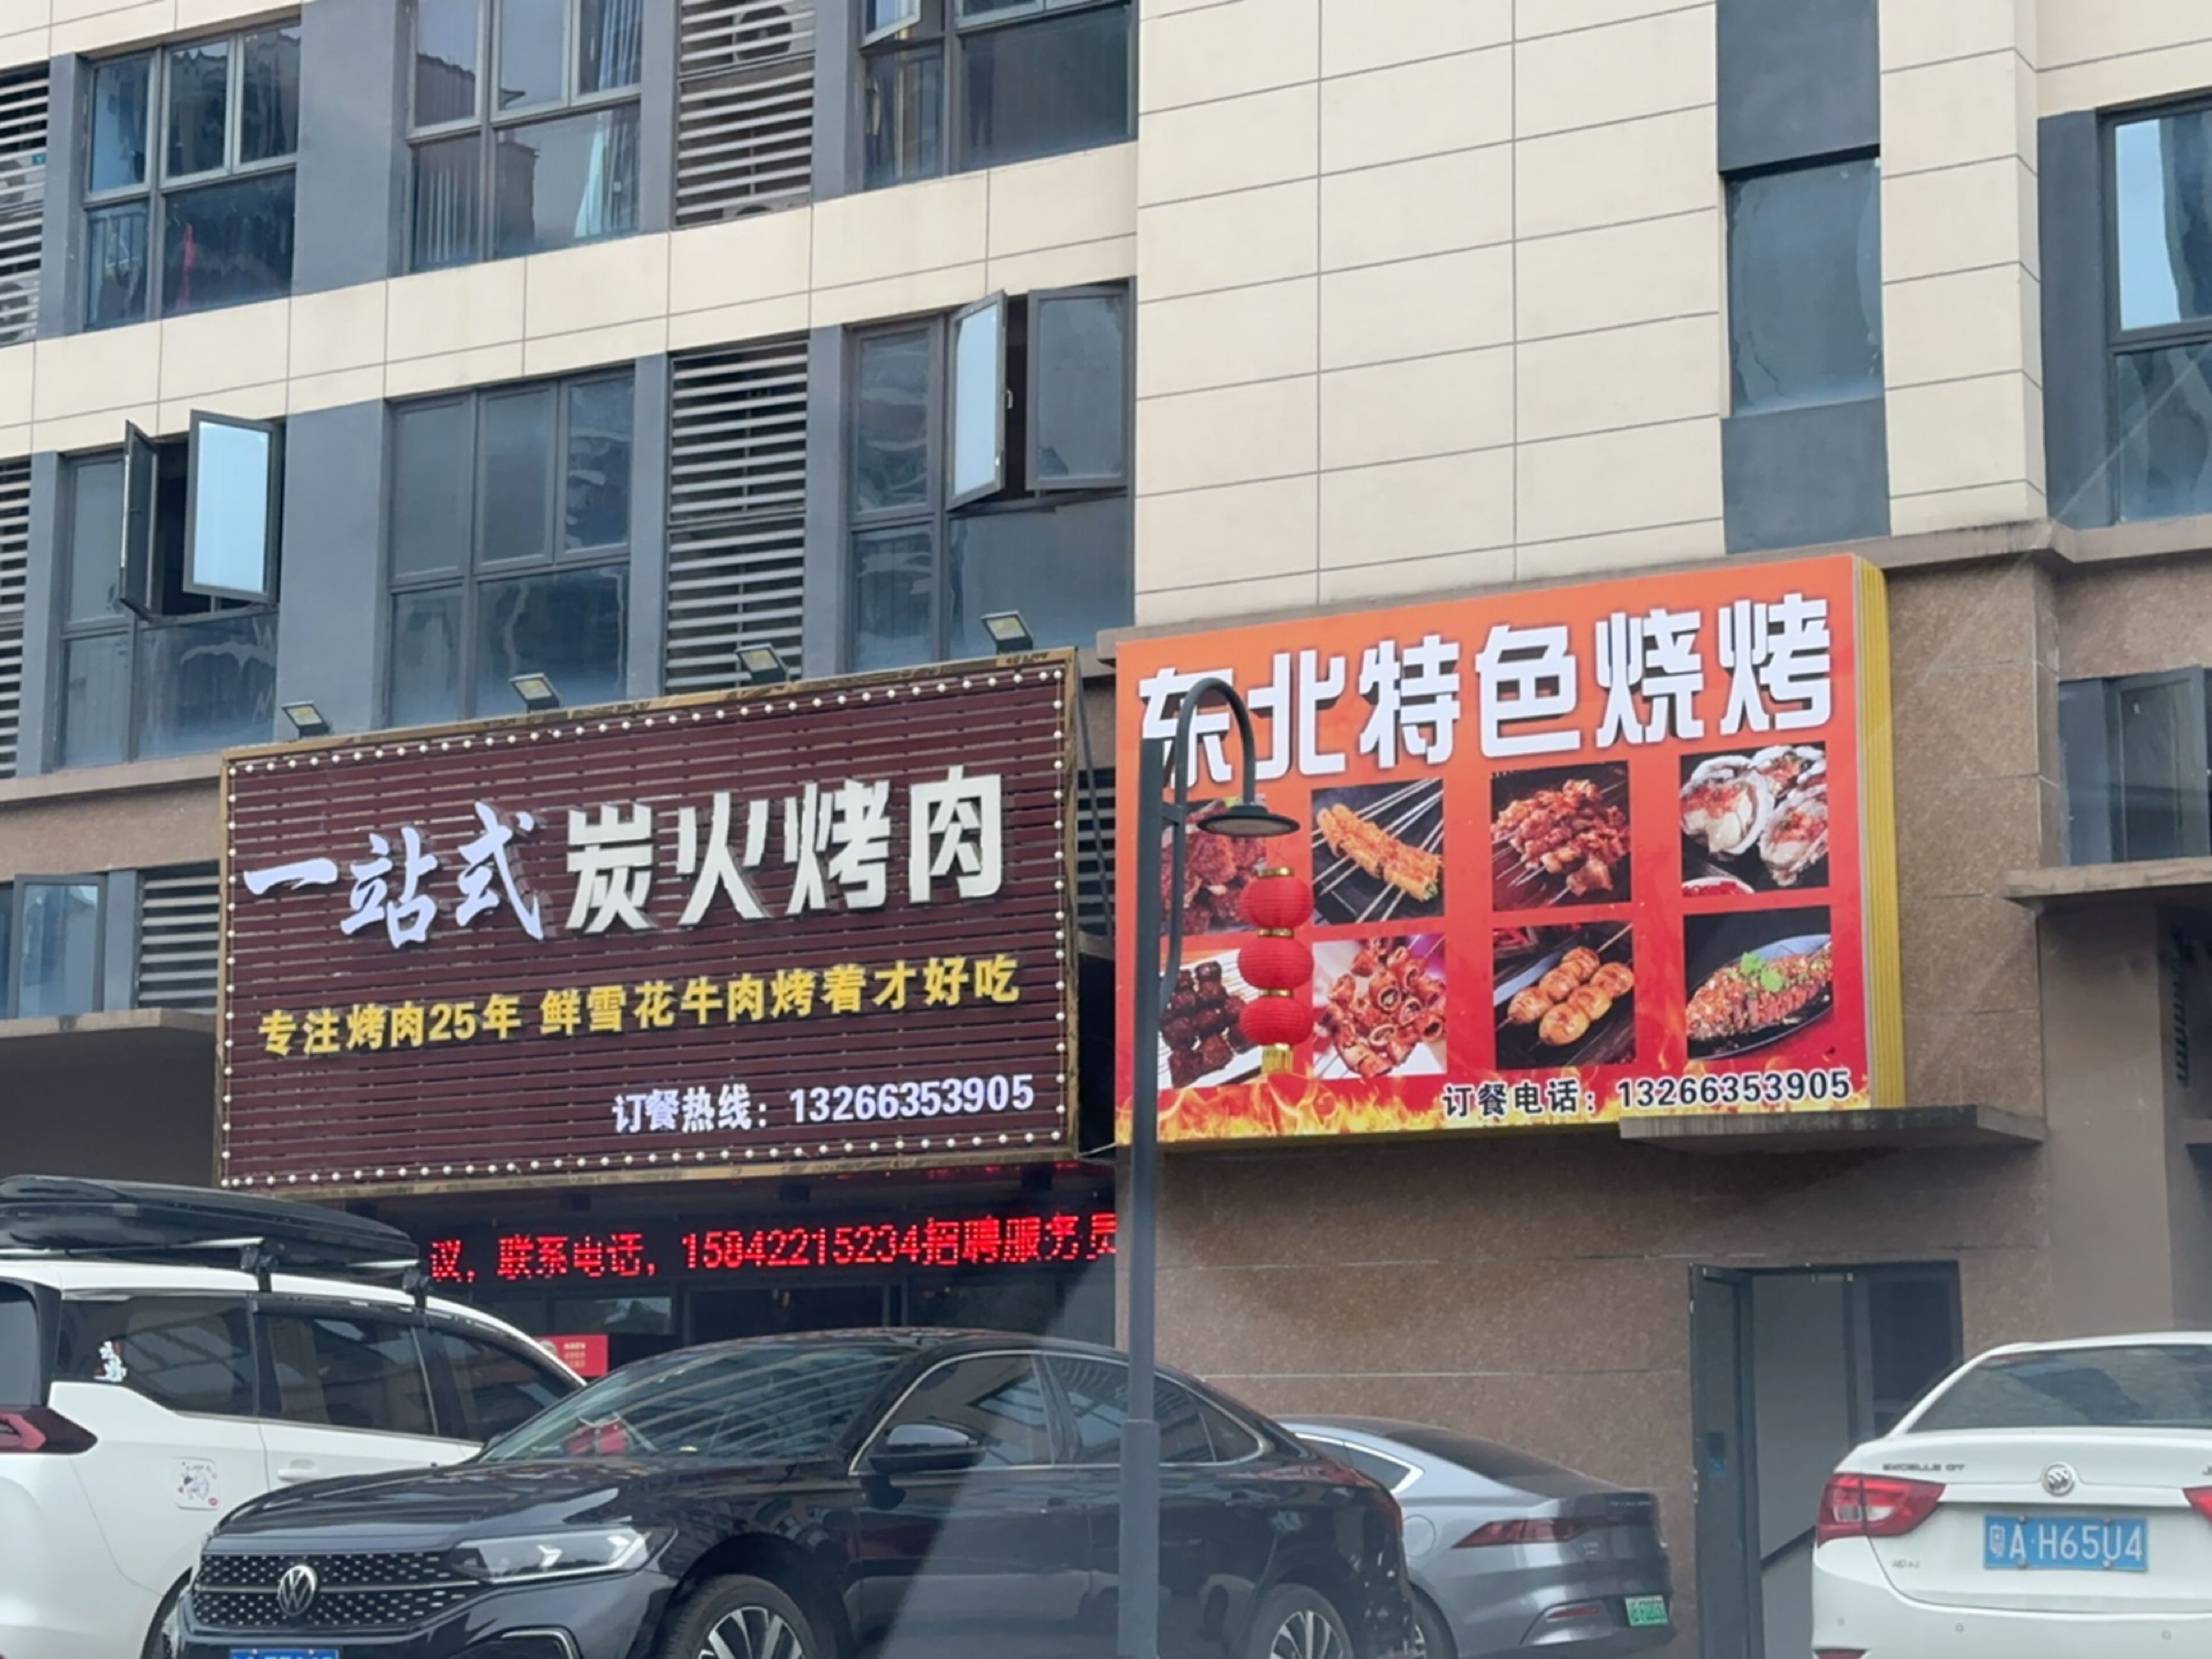 东北特色烧烤
一站式炭火烤肉
专注烤肉25年 鲜雪花牛肉烤着才好吃
订餐热线：13266353905
订餐电话：13266353905
议，联系电话，15842215234招聘服务员
EXCELLE GT
粤A·H65U4